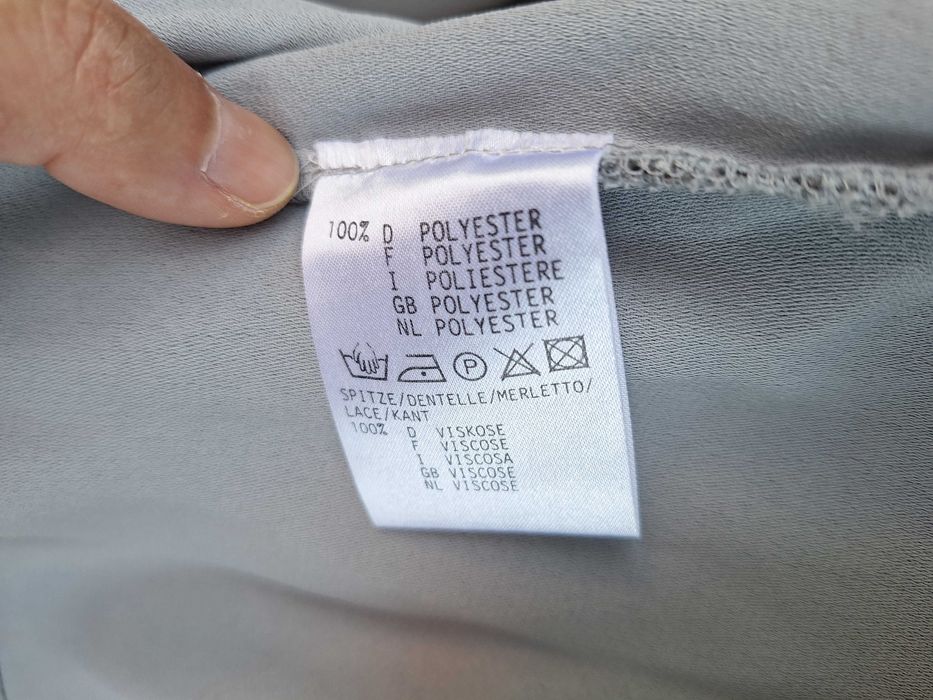 100% D POLYESTER
F POLYESTER
I POLIESTERE
GB POLYESTER
NL POLYESTER
P
SPITZE/DENTELLE/MERLETTO/
LACE/KANT
100% D VISKOSE
F VISCOSE
I VISCOSA
GB VISCOSE
NL VISCOSE